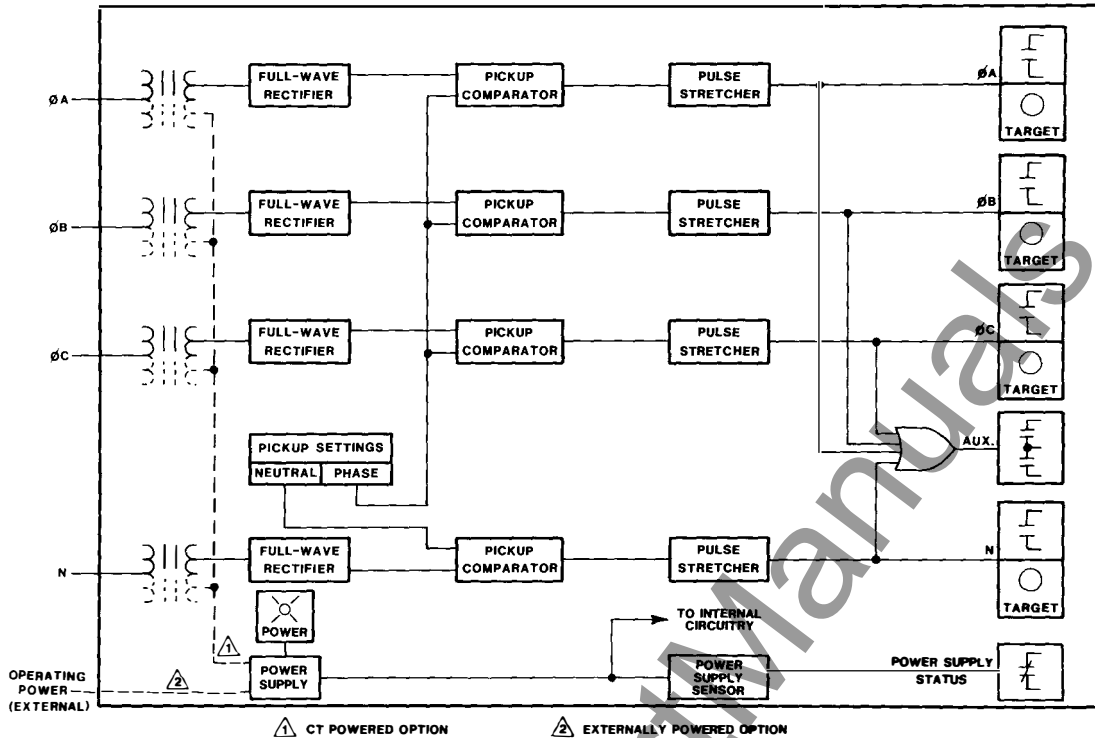 FULL-WAVE
RECTIFIER
PICKUP
COMPARATOR
PULSE
STRETCHER
ØA
ØA
TARGET
FULL-WAVE
RECTIFIER
PICKUP
COMPARATOR
PULSE
STRETCHER
ØB
ØB
TARGET
FULL-WAVE
RECTIFIER
PICKUP
COMPARATOR
PULSE
STRETCHER
ØC
ØC
TARGET
PICKUP SETTINGS
NEUTRAL PHASE
AUX.
FULL-WAVE
RECTIFIER
PICKUP
COMPARATOR
PULSE
STRETCHER
N
N
TARGET
POWER
TO INTERNAL
CIRCUITRY
1
POWER
SUPPLY
POWER
SUPPLY
SENSOR
POWER SUPPLY
STATUS
OPERATING
POWER
(EXTERNAL)
2
1 CT POWERED OPTION
2 EXTERNALLY POWERED OPTION
tManuals